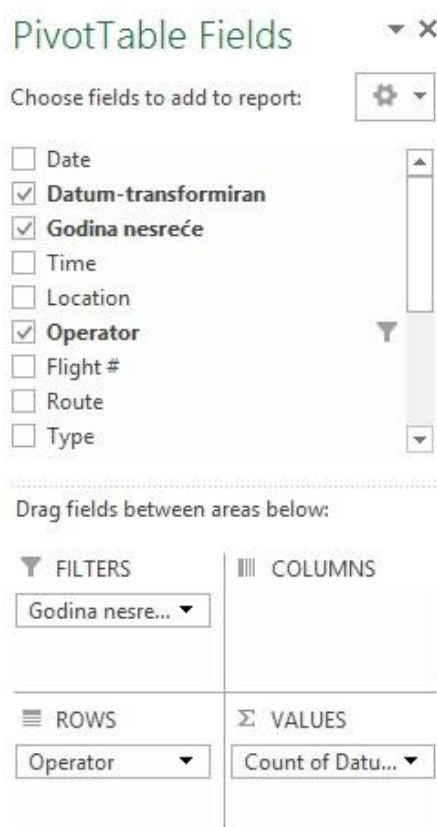 PivotTable Fields
Choose fields to add to report:
Date
Datum-transformiran
Godina nesreće
Time
Location
Operator
Flight #
Route
Type
Drag fields between areas below:
FILTERS
COLUMNS
Godina nesre...
ROWS
Σ VALUES
Operator
Count of Datu...